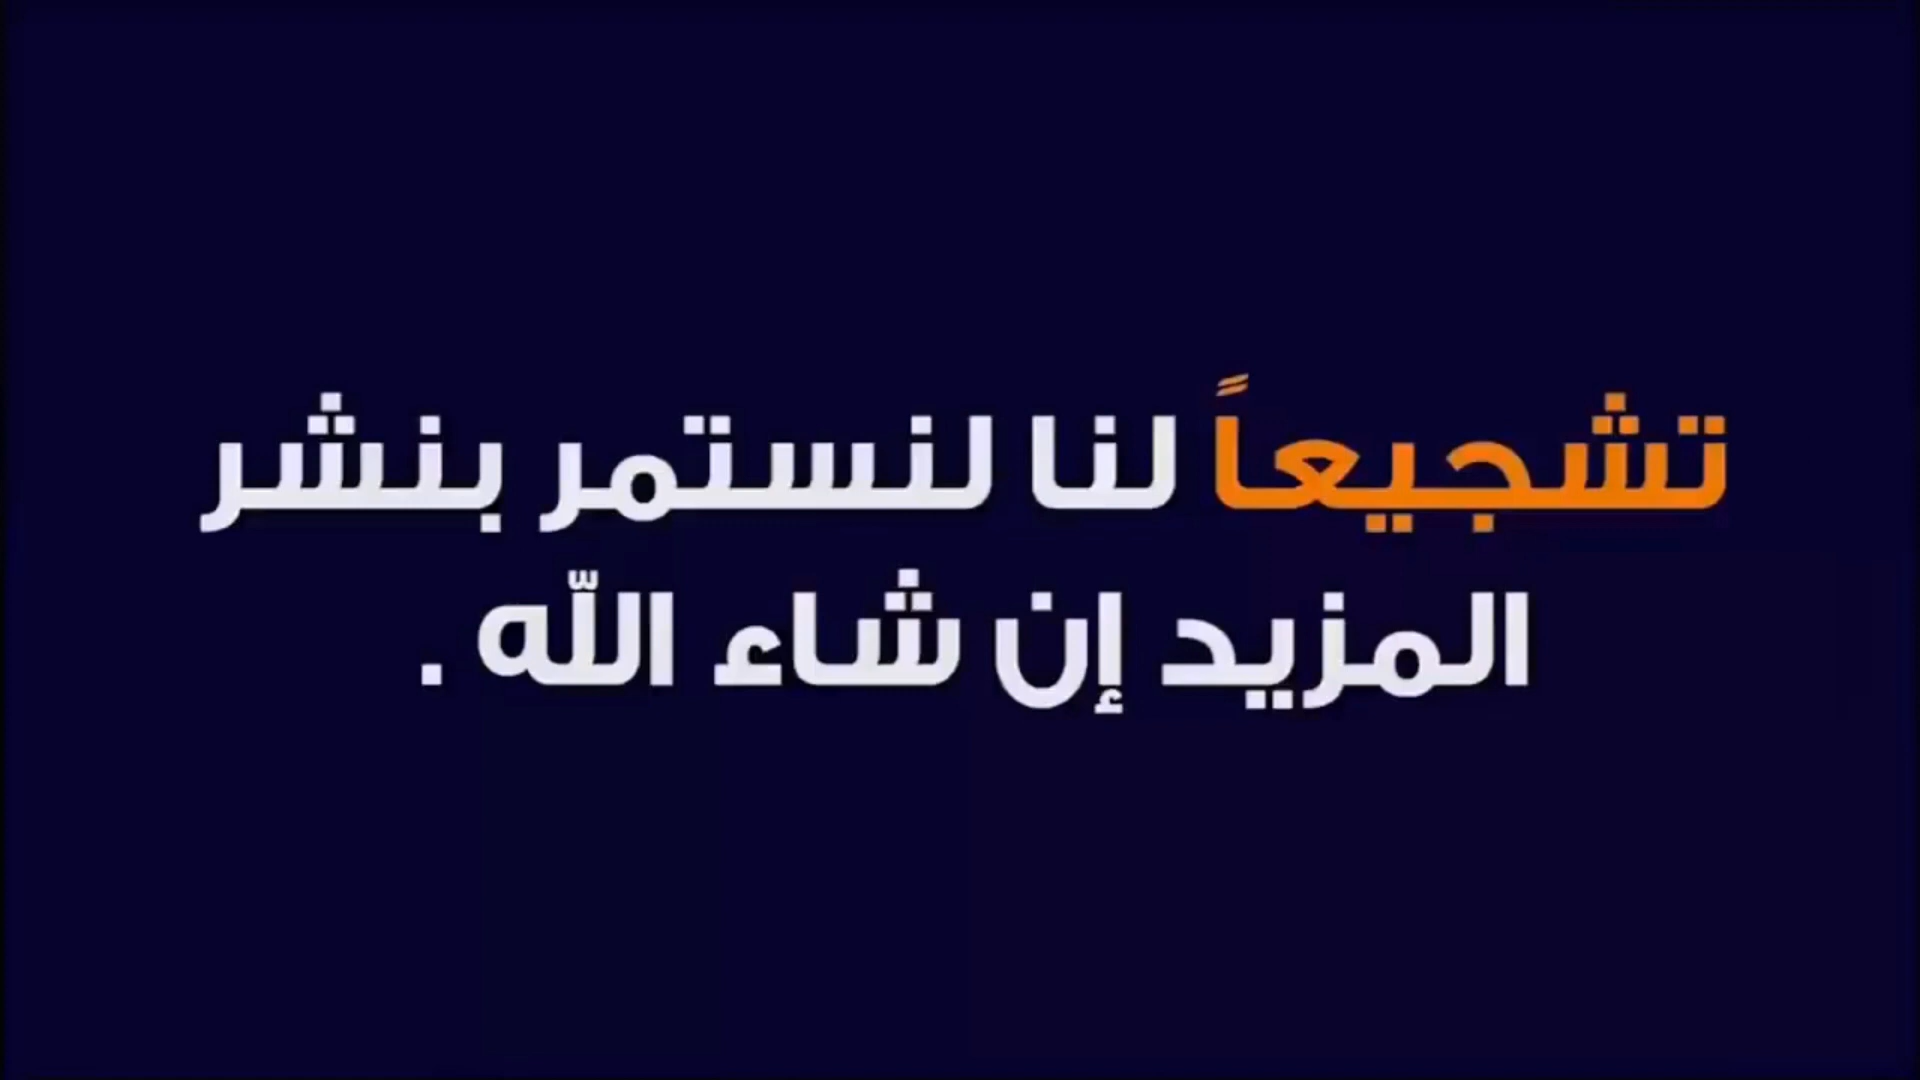 تشجيعاً لنا لنستمر بنشر
المزيد إن شاء اللّه .